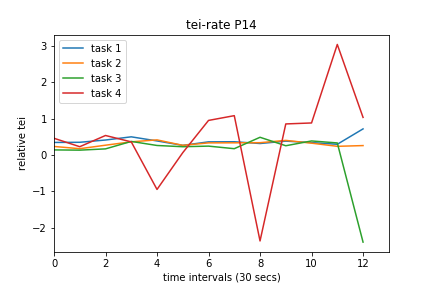 tei-rate P14
task 1
task 2
task 3
task 4
relative tei
3
2
1
0
−1
−2
0 2 4 6 8 10 12
time intervals (30 secs)